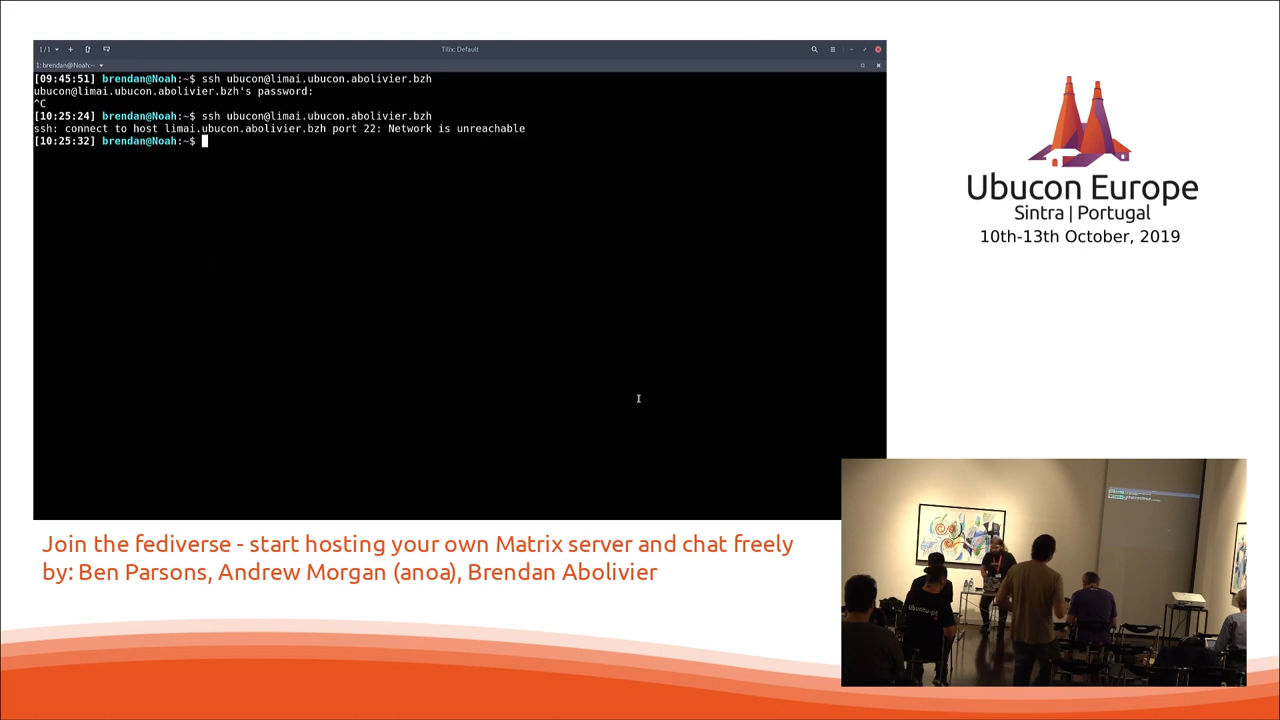 1/1
Tilix: Default
1: brendan@Noah:~
[09:45:51] brendan@Noah:~$ ssh ubucon@limai.ubucon.abolivier.bzh
ubucon@limai.ubucon.abolivier.bzh's password:
^C
[10:25:24] brendan@Noah:~$ ssh ubucon@limai.ubucon.abolivier.bzh
ssh: connect to host limai.ubucon.abolivier.bzh port 22: Network is unreachable
[10:25:32] brendan@Noah:~$
Ubucon Europe
Sintra | Portugal
10th-13th October, 2019
Join the fediverse - start hosting your own Matrix server and chat freely
by: Ben Parsons, Andrew Morgan (anoa), Brendan Abolivier
ubuntu-pt